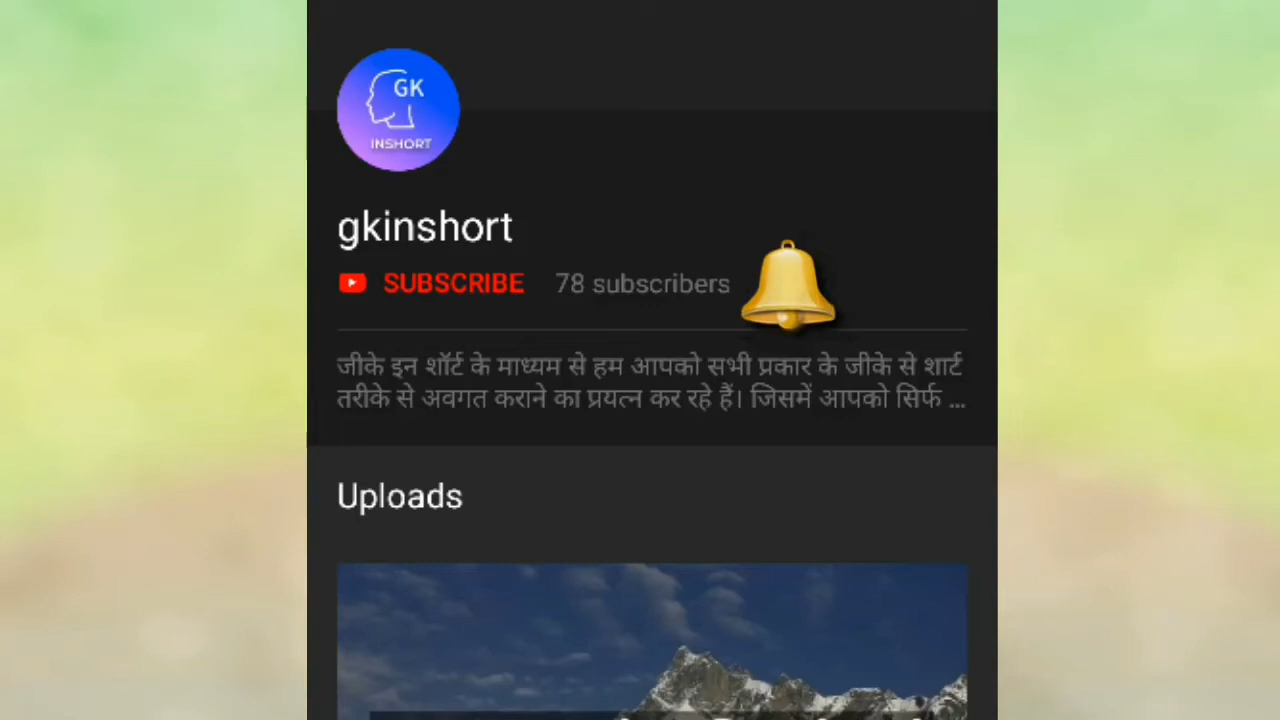 GK
INSHORT
gkinshort
SUBSCRIBE 78 subscribers
जीके इन शॉर्ट के माध्यम से हम आपको सभी प्रकार के जीके से शार्ट
तरीके से अवगत कराने का प्रयत्न कर रहे हैं। जिसमें आपको सिर्फ ...
Uploads